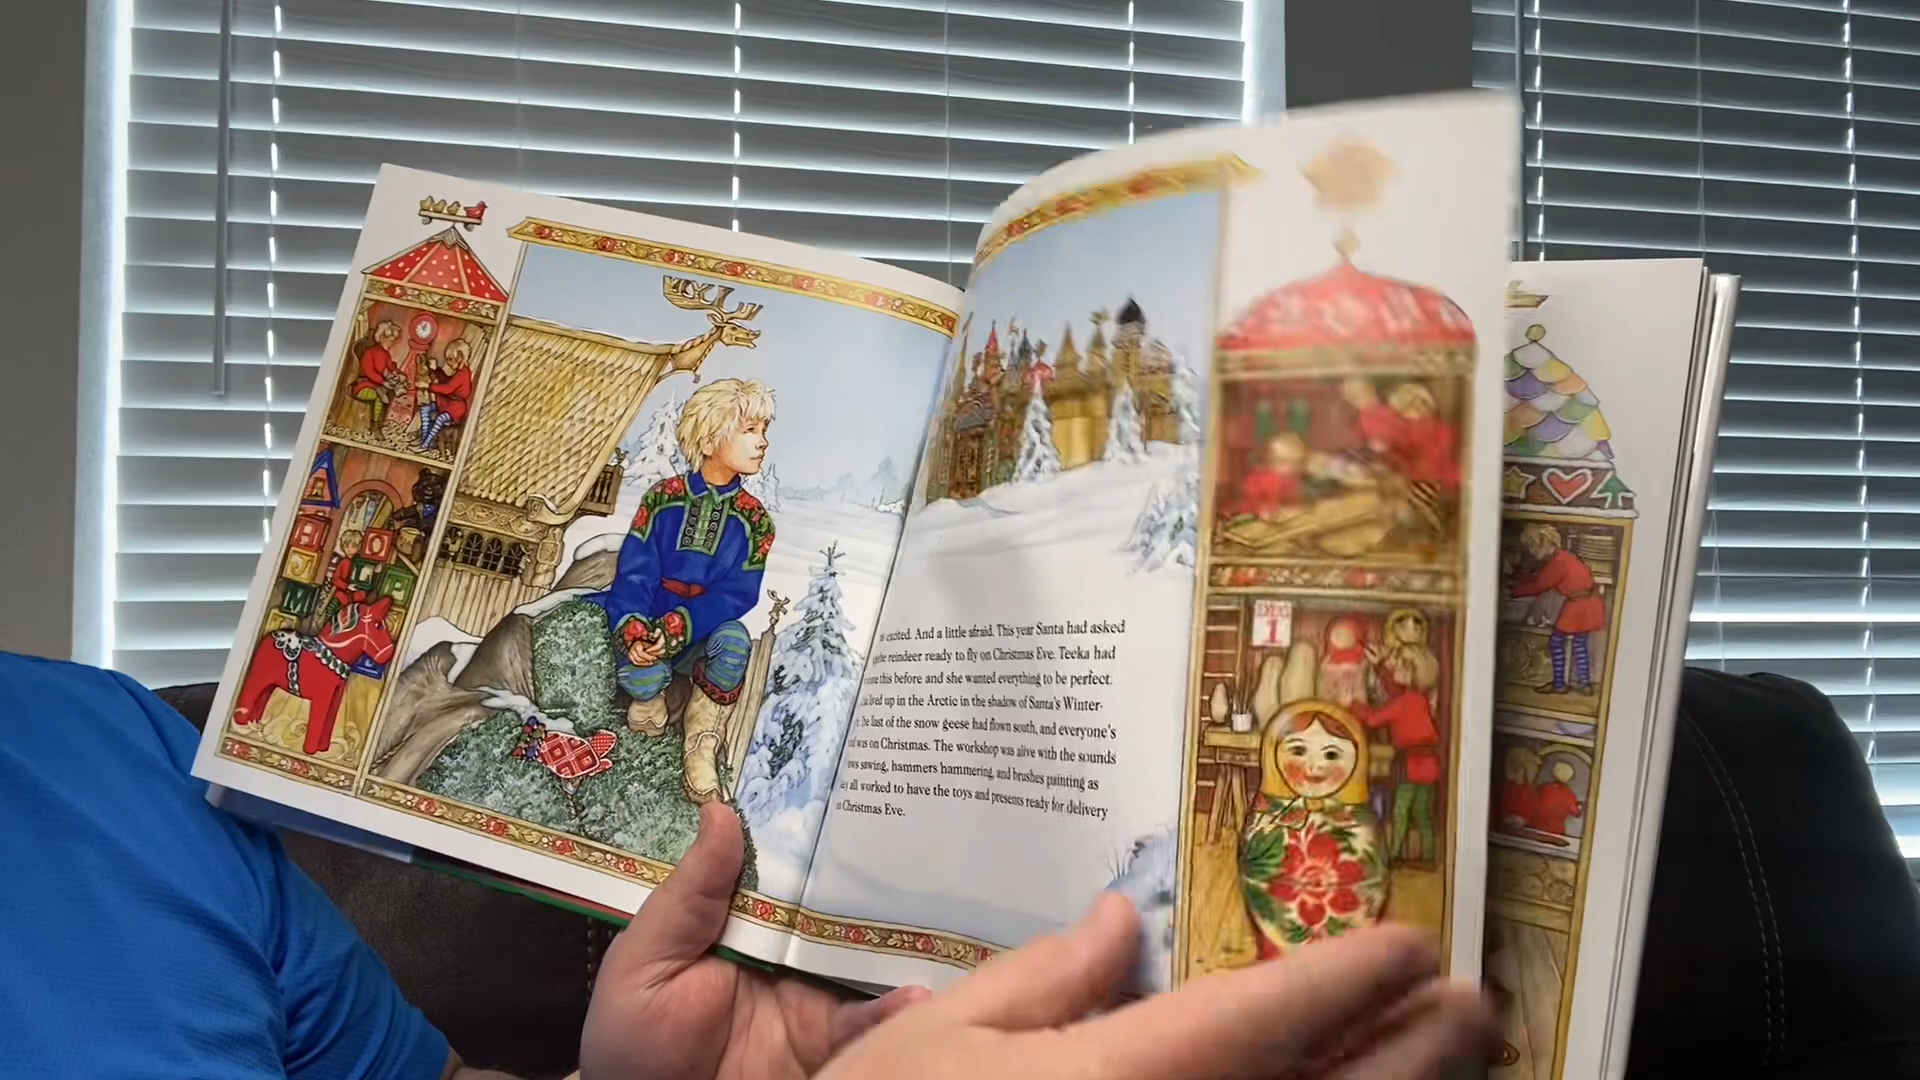 DEC
1
excited. And a little afraid. This year Santa had asked
reindeer ready to fly on Christmas Eve. Teeka had
this before and she wanted everything to be perfect.
lived up in the Arctic in the shadow of Santa's Winter-
last of the snow geese had flown south, and everyone's
was on Christmas. The workshop was alive with the sounds
sawing, hammers hammering, and brushes painting as
all worked to have the toys and presents ready for delivery
Christmas Eve.